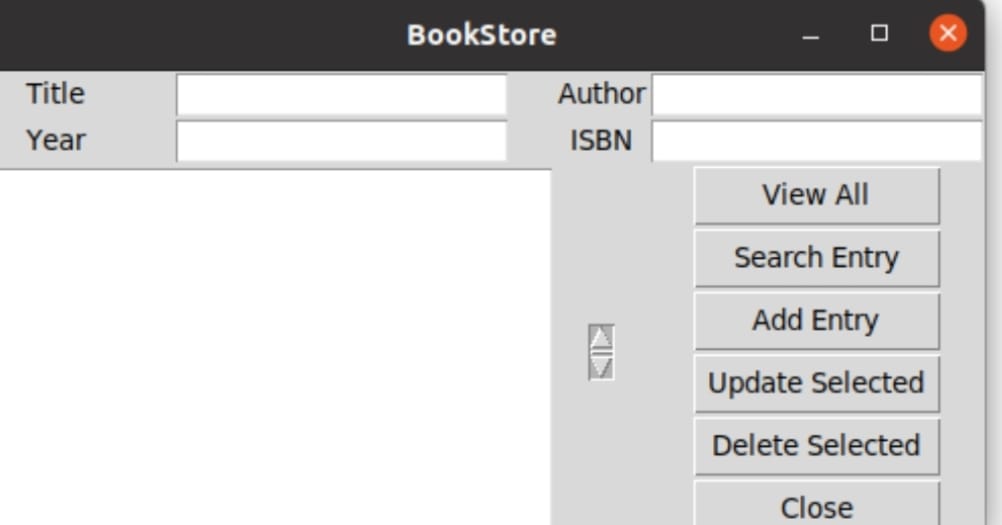 BookStore
Title
Author
Year
ISBN
View All
Search Entry
Add Entry
Update Selected
Delete Selected
Close